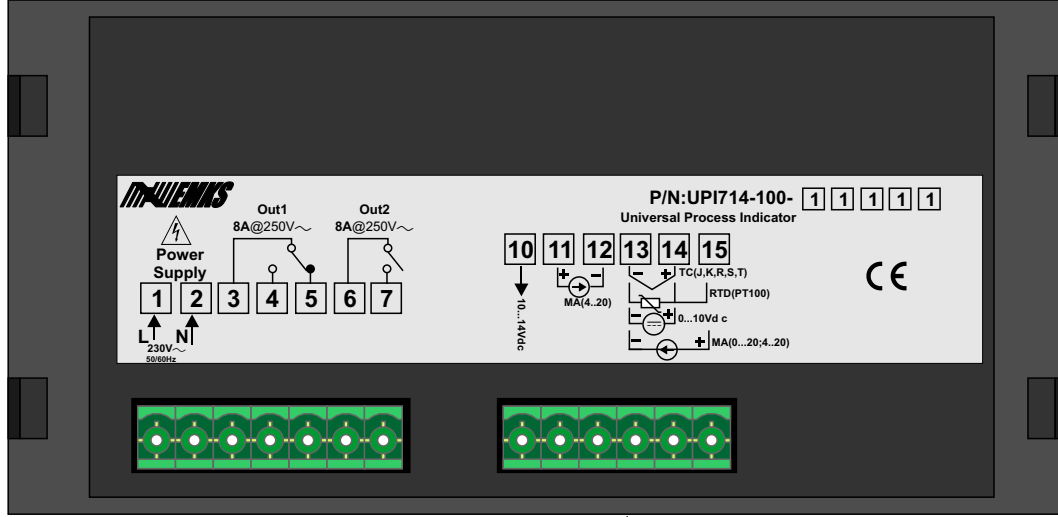 WEMKS
P/N:UPI714-100- 1 1 1 1 1
Universal Process Indicator
Out1
8A@250V~
Out2
8A@250V~
Power
Supply
1 2 3 4 5 6 7
L N
230V~
50/60Hz
10 11 12 13 14 15
+ -
MA(4..20)
10...14Vdc
- + TC(J,K,R,S,T)
RTD(PT100)
- + 0...10Vd c
- + MA(0...20;4..20)
CE